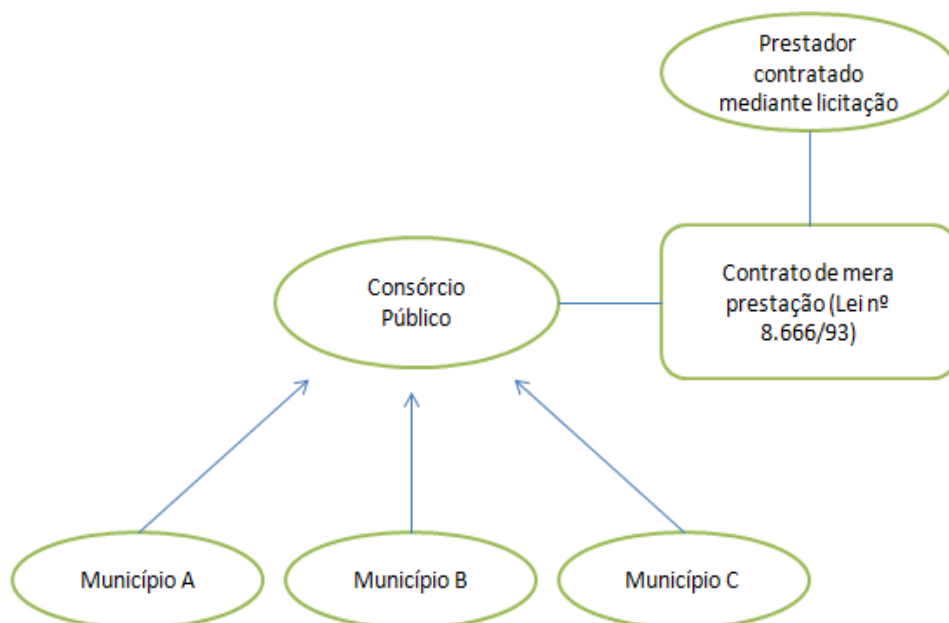 Prestador
contratado
mediante licitação
Consórcio
Público
Contrato de mera
prestação (Lei nº
8.666/93)
Município A
Município B
Município C